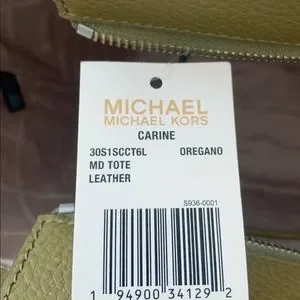 MICHAEL
MICHAEL KORS
CARINE
30S1SCCT6L OREGANO
MD TOTE
LEATHER
S936-0001
1 94900 34129 2